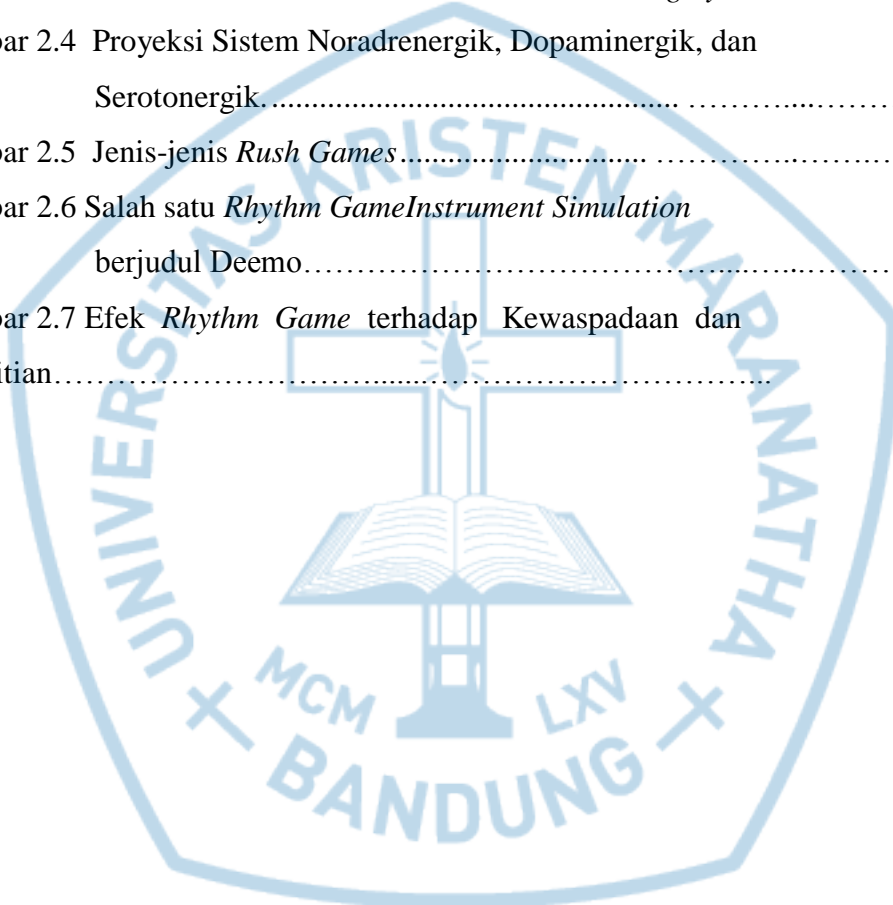 bar 2.4 Proyeksi Sistem Noradrenergik, Dopaminergik, dan
Serotonergik............................................................ ………....………
bar 2.5 Jenis-jenis Rush Games............................... …………..…….…
bar 2.6 Salah satu Rhythm GameInstrument Simulation
berjudul Deemo……………………………………....…...………
bar 2.7 Efek Rhythm Game terhadap Kewaspadaan dan
itian…………………………........………………………………...
UNIVERSITAS KRISTEN MARANATHA
MCM LXV
BANDUNG